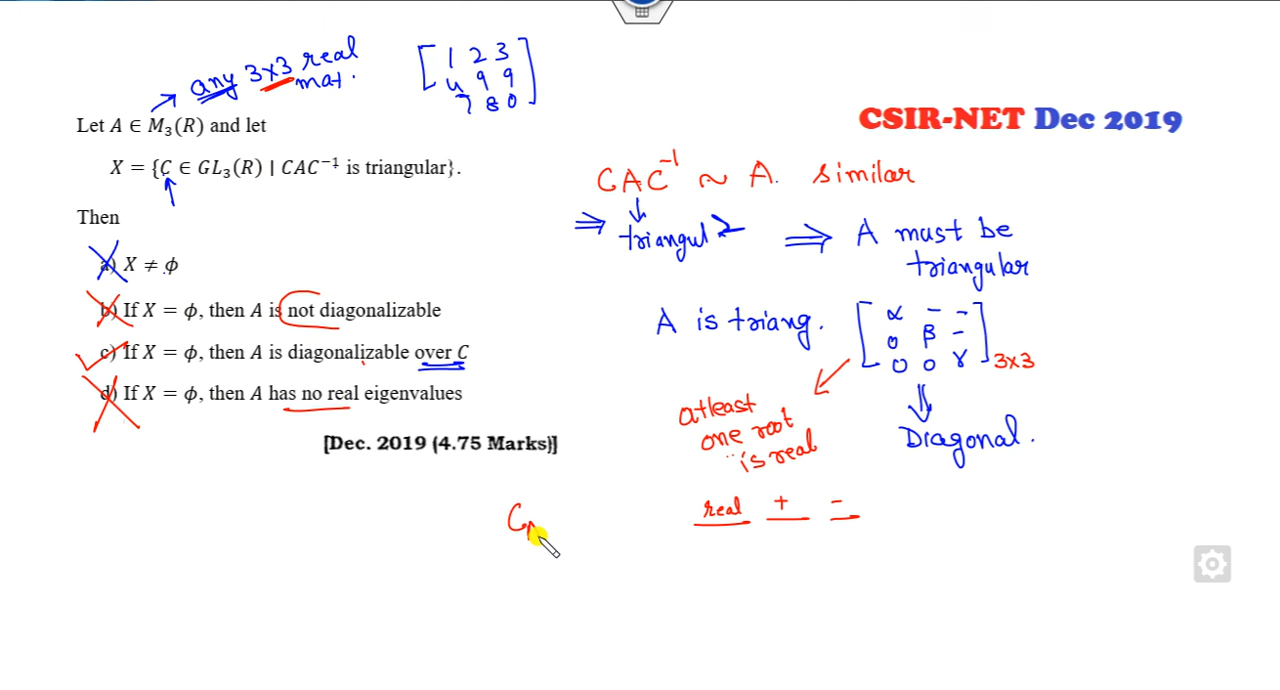 any 3x3 real
mat.
[1 2 3
4 9 9
7 8 0]
CSIR-NET Dec 2019
Let A ∈ M₃(R) and let
X = {C ∈ GL₃(R) | CAC⁻¹ is triangular}.
Then
a) X ≠ ϕ
b) If X = ϕ, then A is not diagonalizable
c) If X = ϕ, then A is diagonalizable over C
d) If X = ϕ, then A has no real eigenvalues
[Dec. 2019 (4.75 Marks)]
CAC⁻¹ ~ A. similar
⇒ triangul ⇒ A must be
triangular
A is triang. [α - -
0 β -
0 0 γ] 3x3
atleast
one root
is real
⇓
Diagonal.
real + -